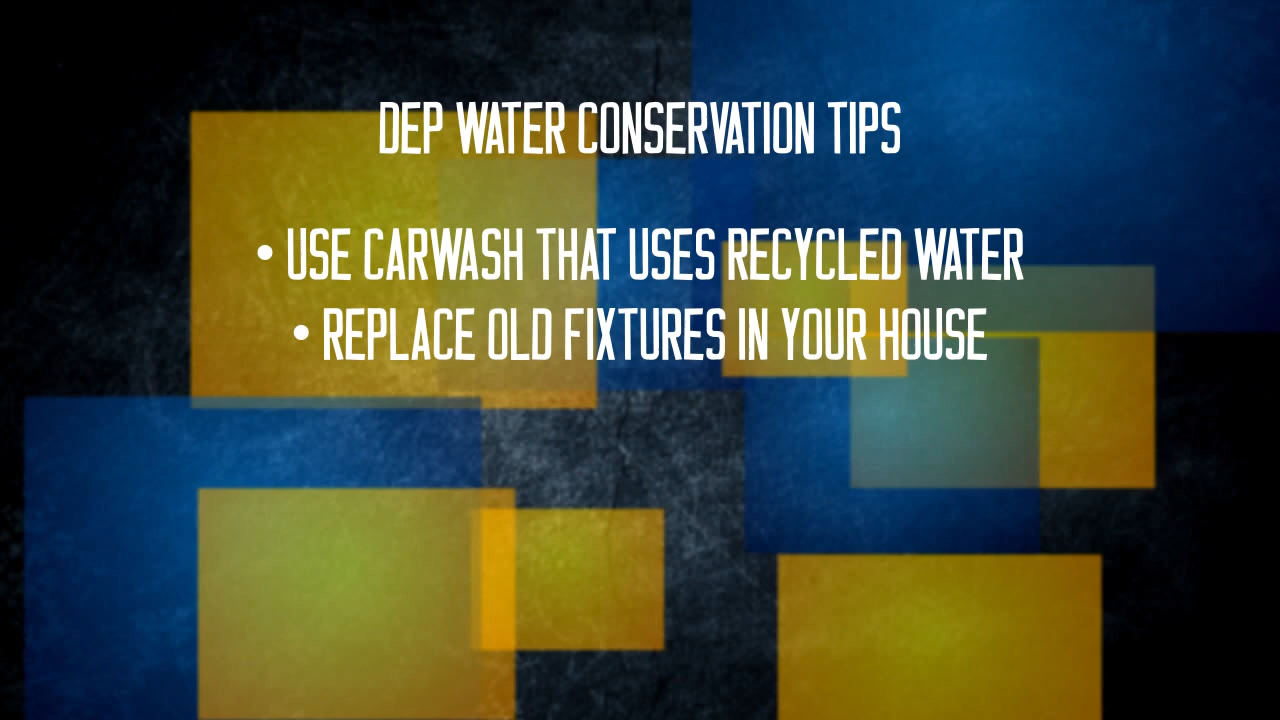 DEP WATER CONSERVATION TIPS
• USE CARWASH THAT USES RECYCLED WATER
• REPLACE OLD FIXTURES IN YOUR HOUSE